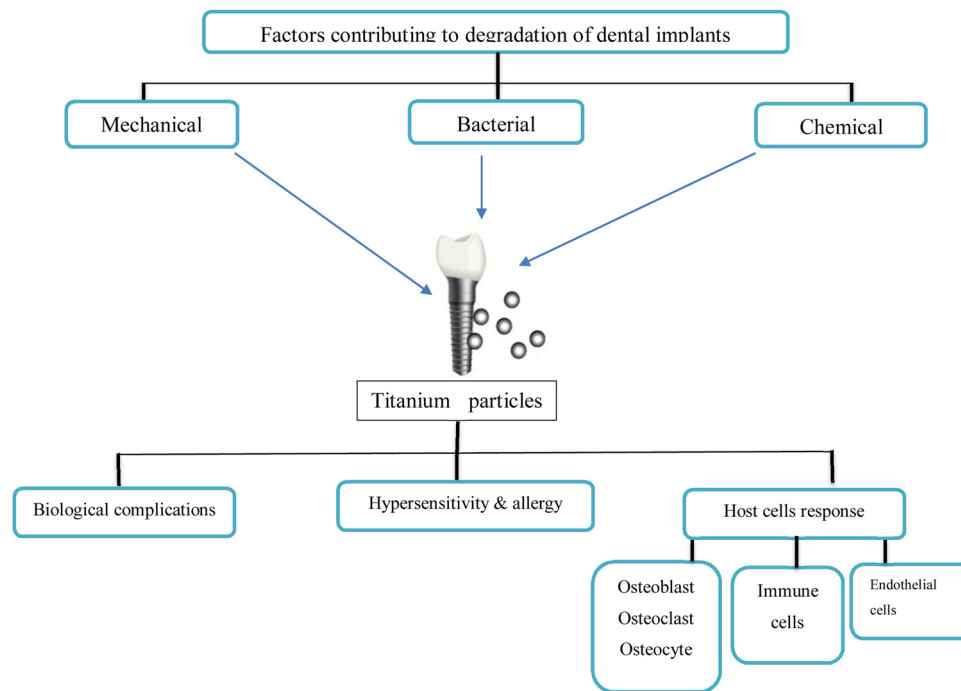 Factors contributing to degradation of dental implants
Mechanical
Bacterial
Chemical
Titanium particles
Biological complications
Hypersensitivity & allergy
Host cells response
Osteoblast
Osteoclast
Osteocyte
Immune
cells
Endothelial
cells